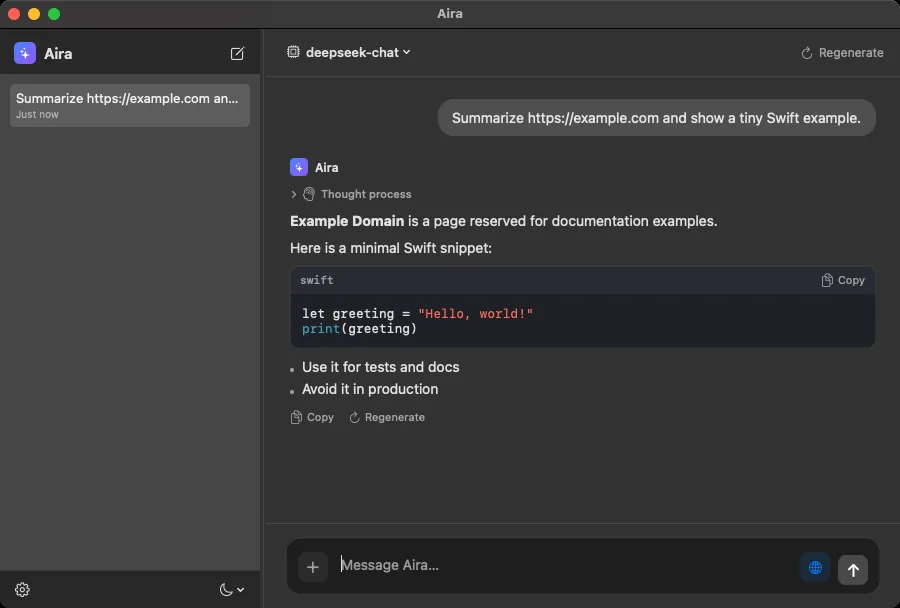 Aira
Aira
deepseek-chat
Regenerate
Summarize https://example.com an...
Just now
Summarize https://example.com and show a tiny Swift example.
Aira
Thought process
Example Domain is a page reserved for documentation examples.
Here is a minimal Swift snippet:
swift
Copy
let greeting = "Hello, world!"
print(greeting)
• Use it for tests and docs
• Avoid it in production
Copy
Regenerate
Message Aira...